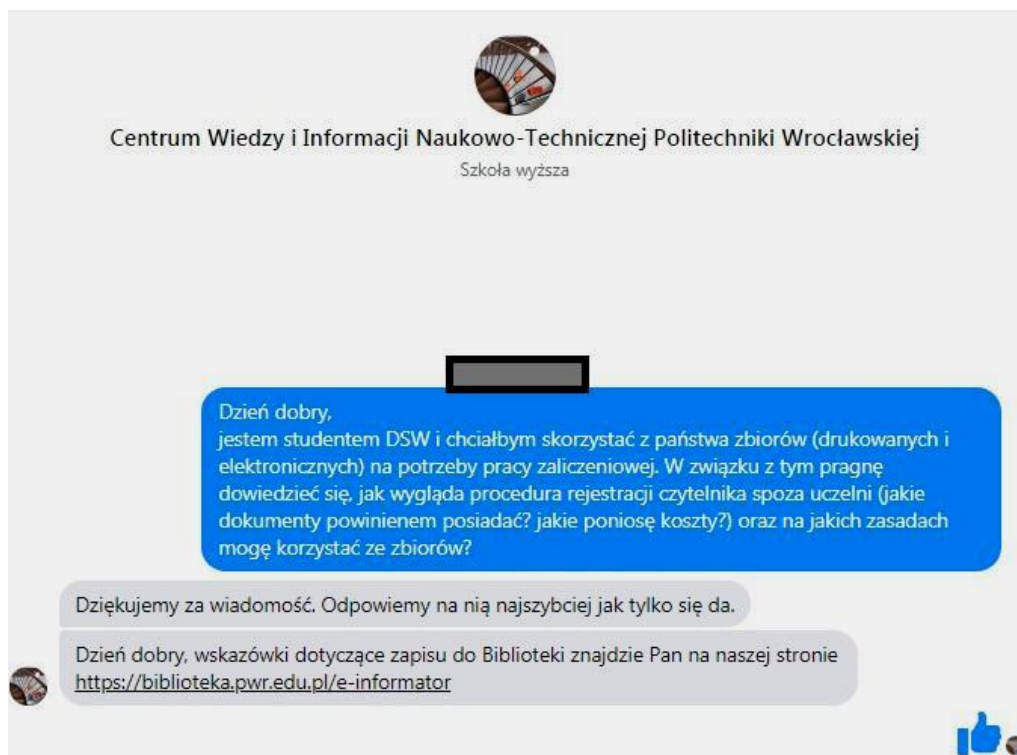 Centrum Wiedzy i Informacji Naukowo-Technicznej Politechniki Wrocławskiej
Szkoła wyższa
Dzień dobry,
jestem studentem DSW i chciałbym skorzystać z państwa zbiorów (drukowanych i
elektronicznych) na potrzeby pracy zaliczeniowej. W związku z tym pragnę
dowiedzieć się, jak wygląda procedura rejestracji czytelnika spoza uczelni (jakie
dokumenty powinienem posiadać? jakie poniosę koszty?) oraz na jakich zasadach
mogę korzystać ze zbiorów?
Dziękujemy za wiadomość. Odpowiemy na nią najszybciej jak tylko się da.
Dzień dobry, wskazówki dotyczące zapisu do Biblioteki znajdzie Pan na naszej stronie
https://biblioteka.pwr.edu.pl/e-informator